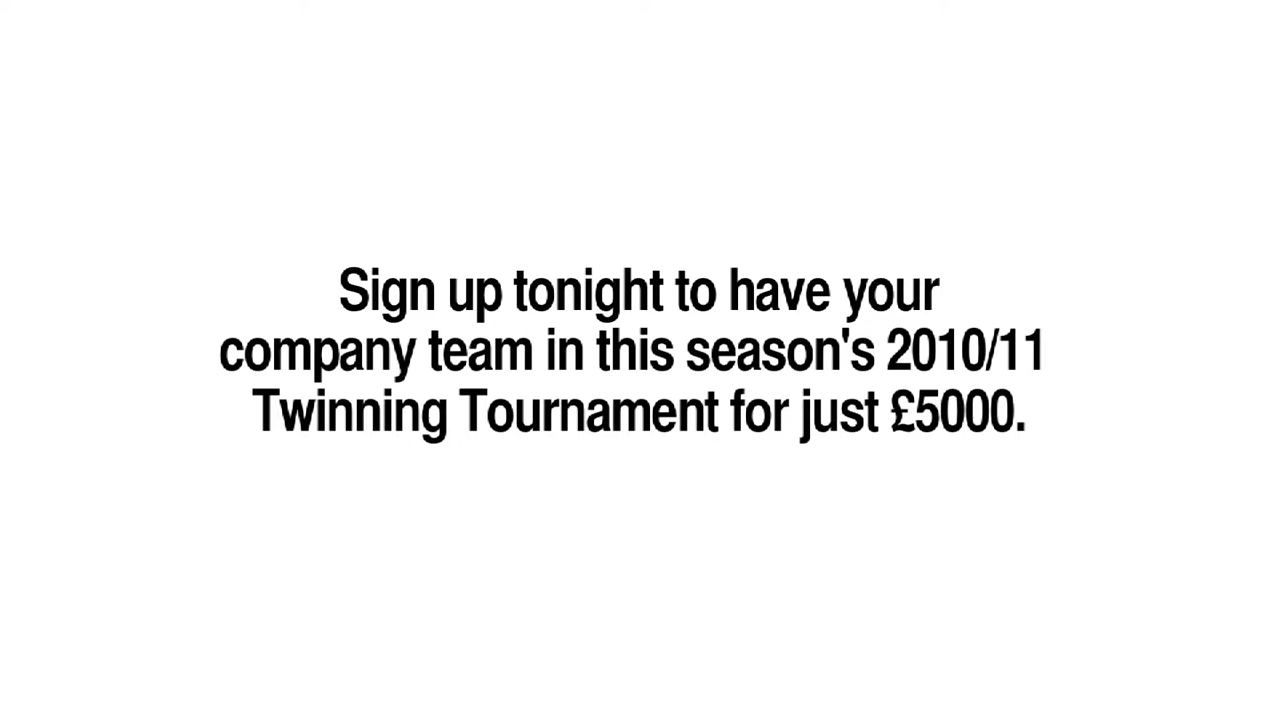 Sign up tonight to have your
company team in this season's 2010/11
Twinning Tournament for just £5000.